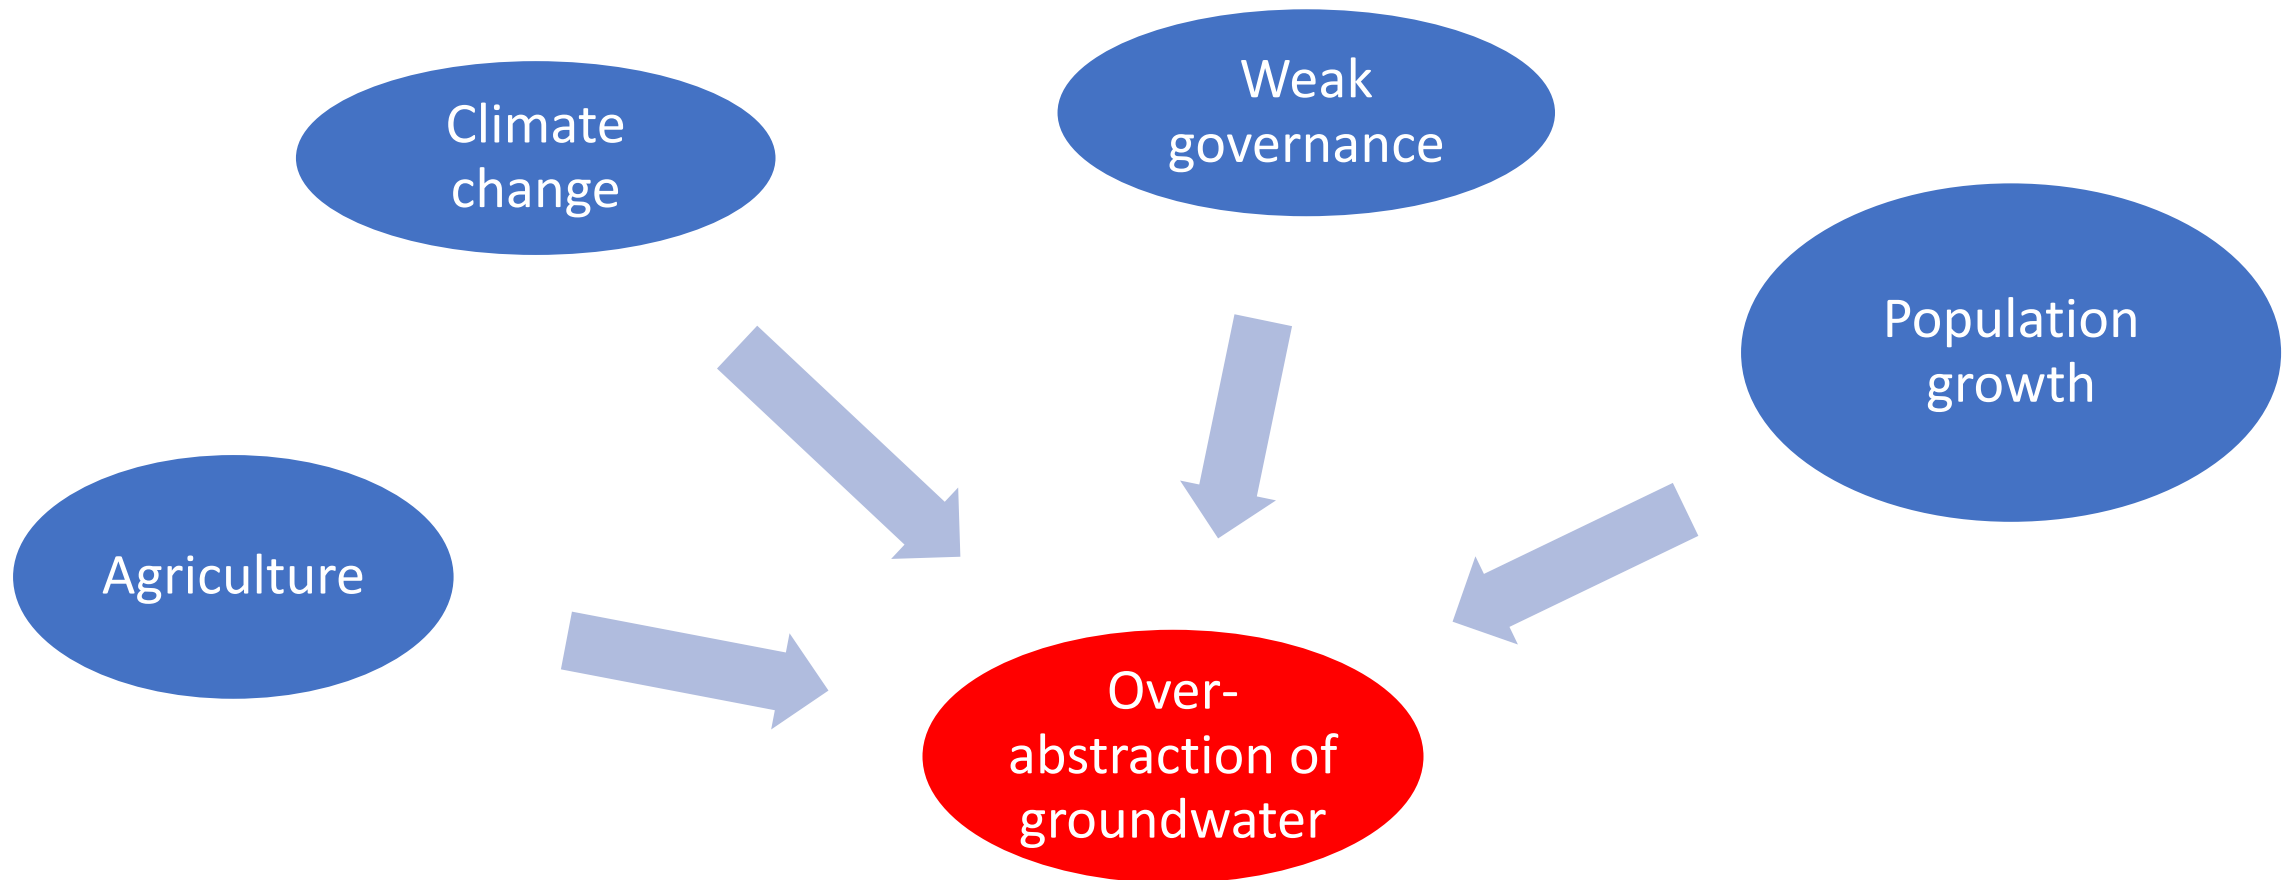 Climate
change
Weak
governance
Population
growth
Agriculture
Over-
abstraction of
groundwater